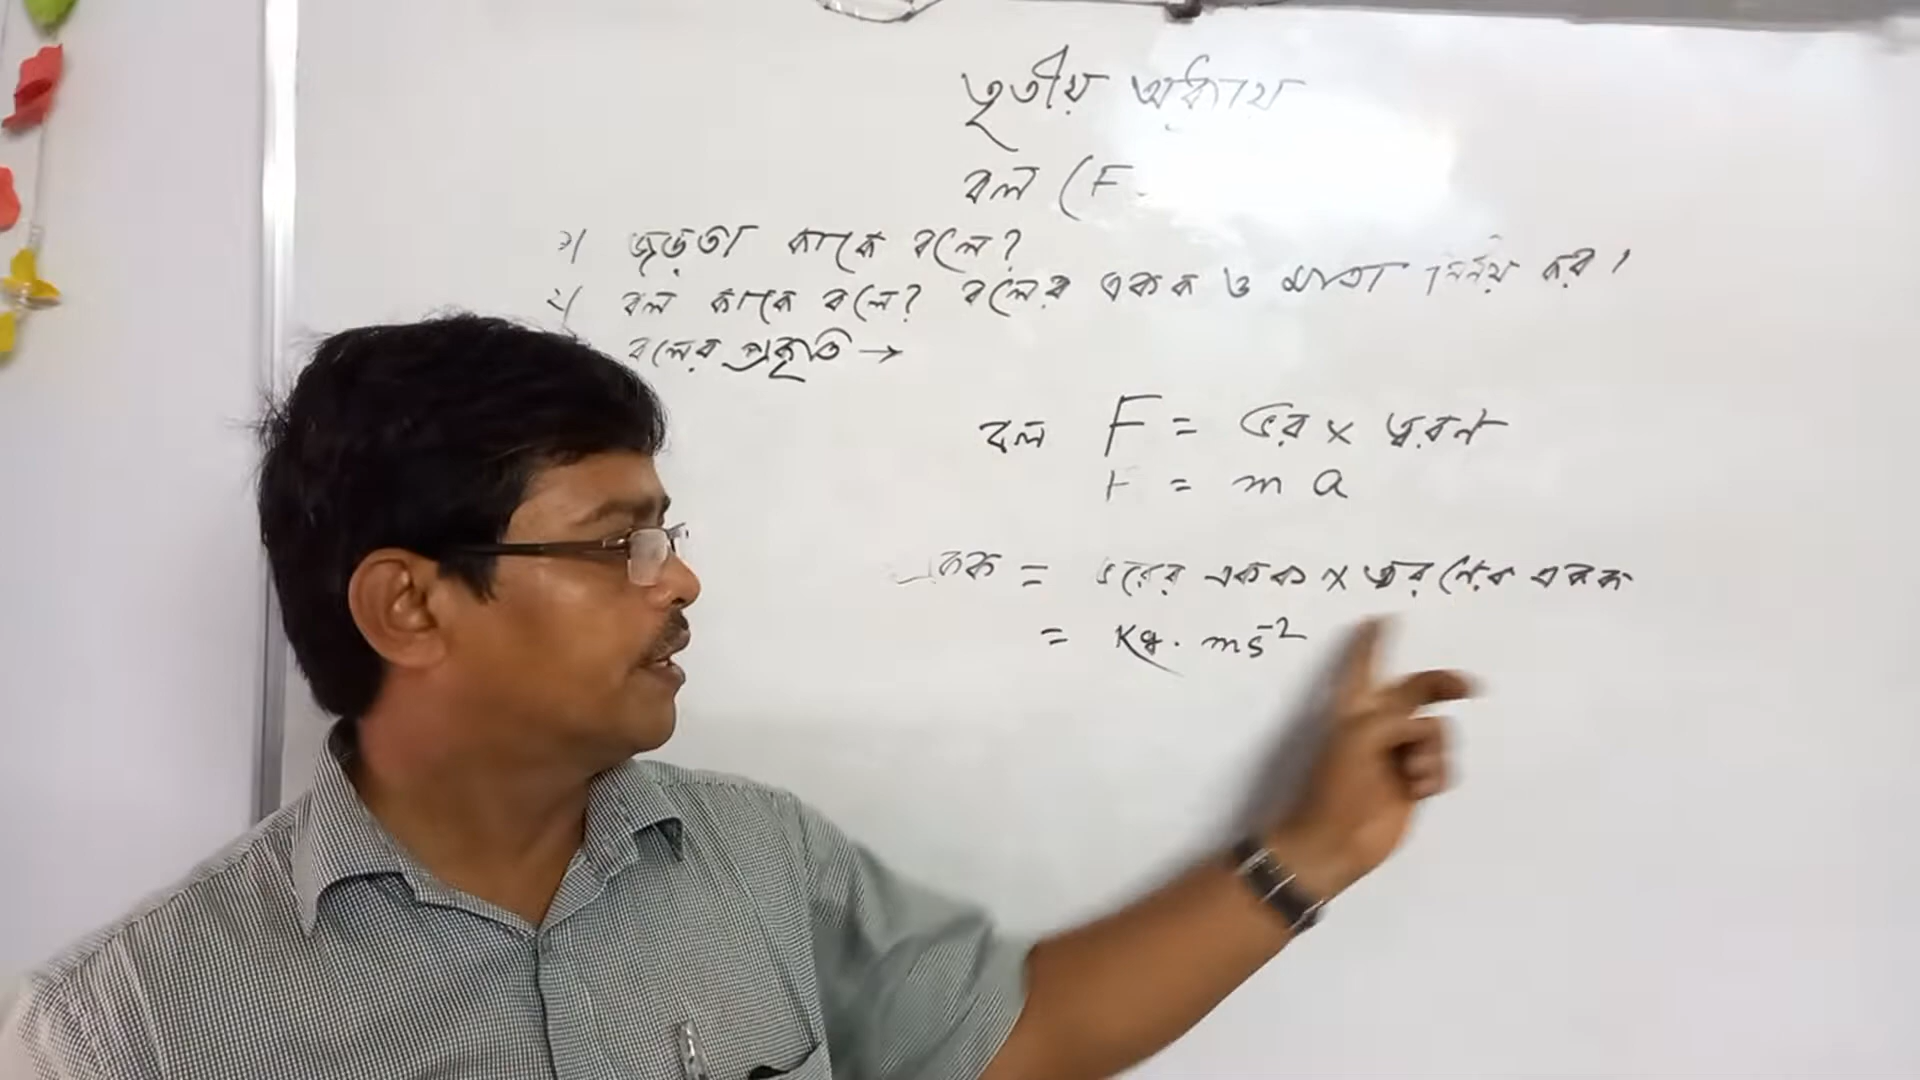 তৃতীয় অধ্যায়
বল (F
১। জড়তা কাকে বলে?
২। বল কাকে বলে? বলের একক ও মাত্রা নির্নয় কর।
বলের প্রকৃতি →
বল F = ভর × ত্বরণ
F = m a
একক = ভরের একক × ত্বরণের একক
= Kg. ms⁻²